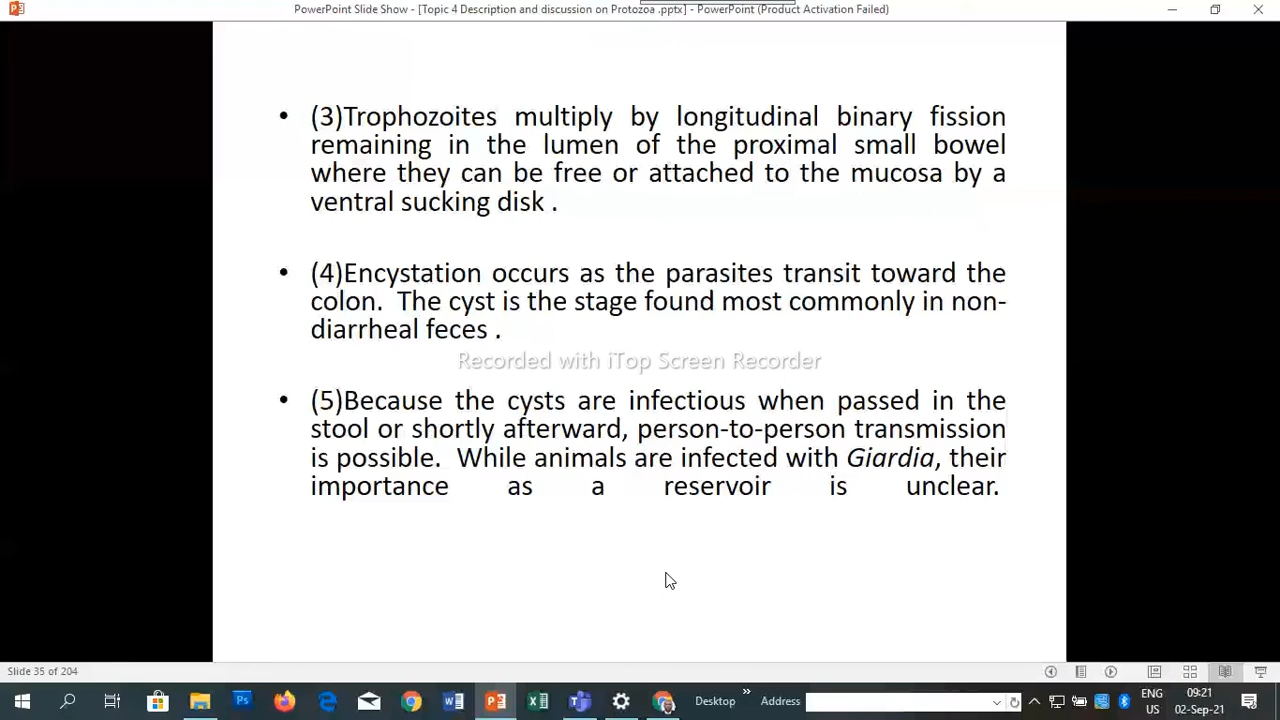 PowerPoint Slide Show - [Topic 4 Description and discussion on Protozoa .pptx] - PowerPoint (Product Activation Failed)
• (3)Trophozoites multiply by longitudinal binary fission
remaining in the lumen of the proximal small bowel
where they can be free or attached to the mucosa by a
ventral sucking disk .
• (4)Encystation occurs as the parasites transit toward the
colon. The cyst is the stage found most commonly in non-
diarrheal feces .
Recorded with iTop Screen Recorder
• (5)Because the cysts are infectious when passed in the
stool or shortly afterward, person-to-person transmission
is possible. While animals are infected with Giardia, their
importance as a reservoir is unclear.
Slide 35 of 204
Desktop
Address
ENG
US
09:21
02-Sep-21